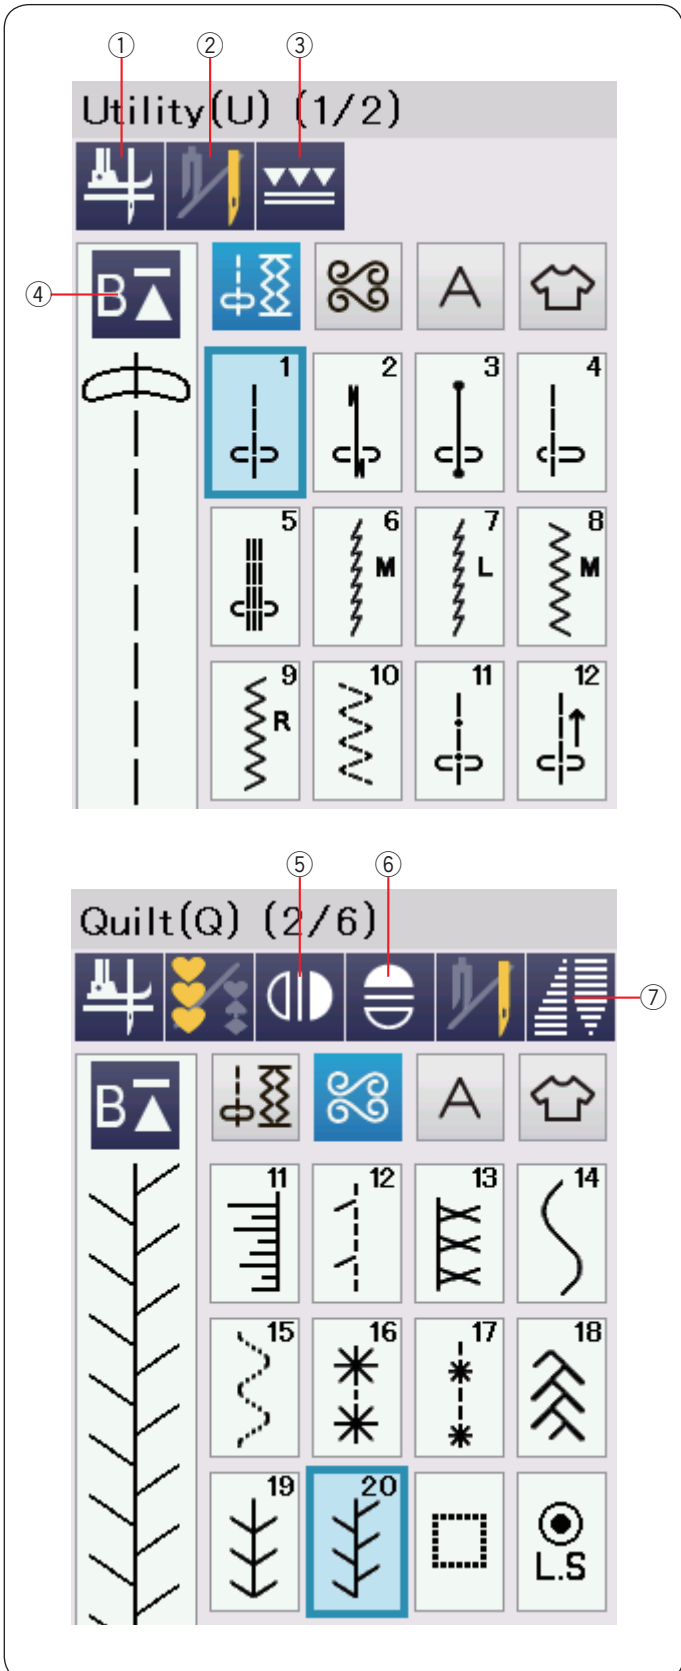 ① ② ③
Utility(U) (1/2)
④ B
A
1 2 3 4
5 6 M 7 L 8 M
9 R 10 11 12
⑤ ⑥
Quilt(Q) (2/6)
⑦
B
A
11 12 13 14
15 16 17 18
19 20
L.S